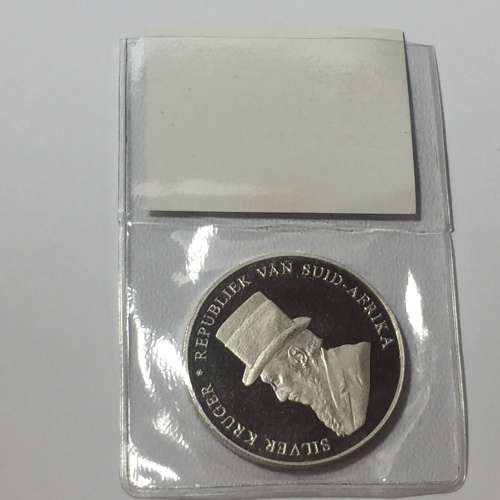 SILVER KRUGER * REPUBLIEK VAN SUID-AFRIKA